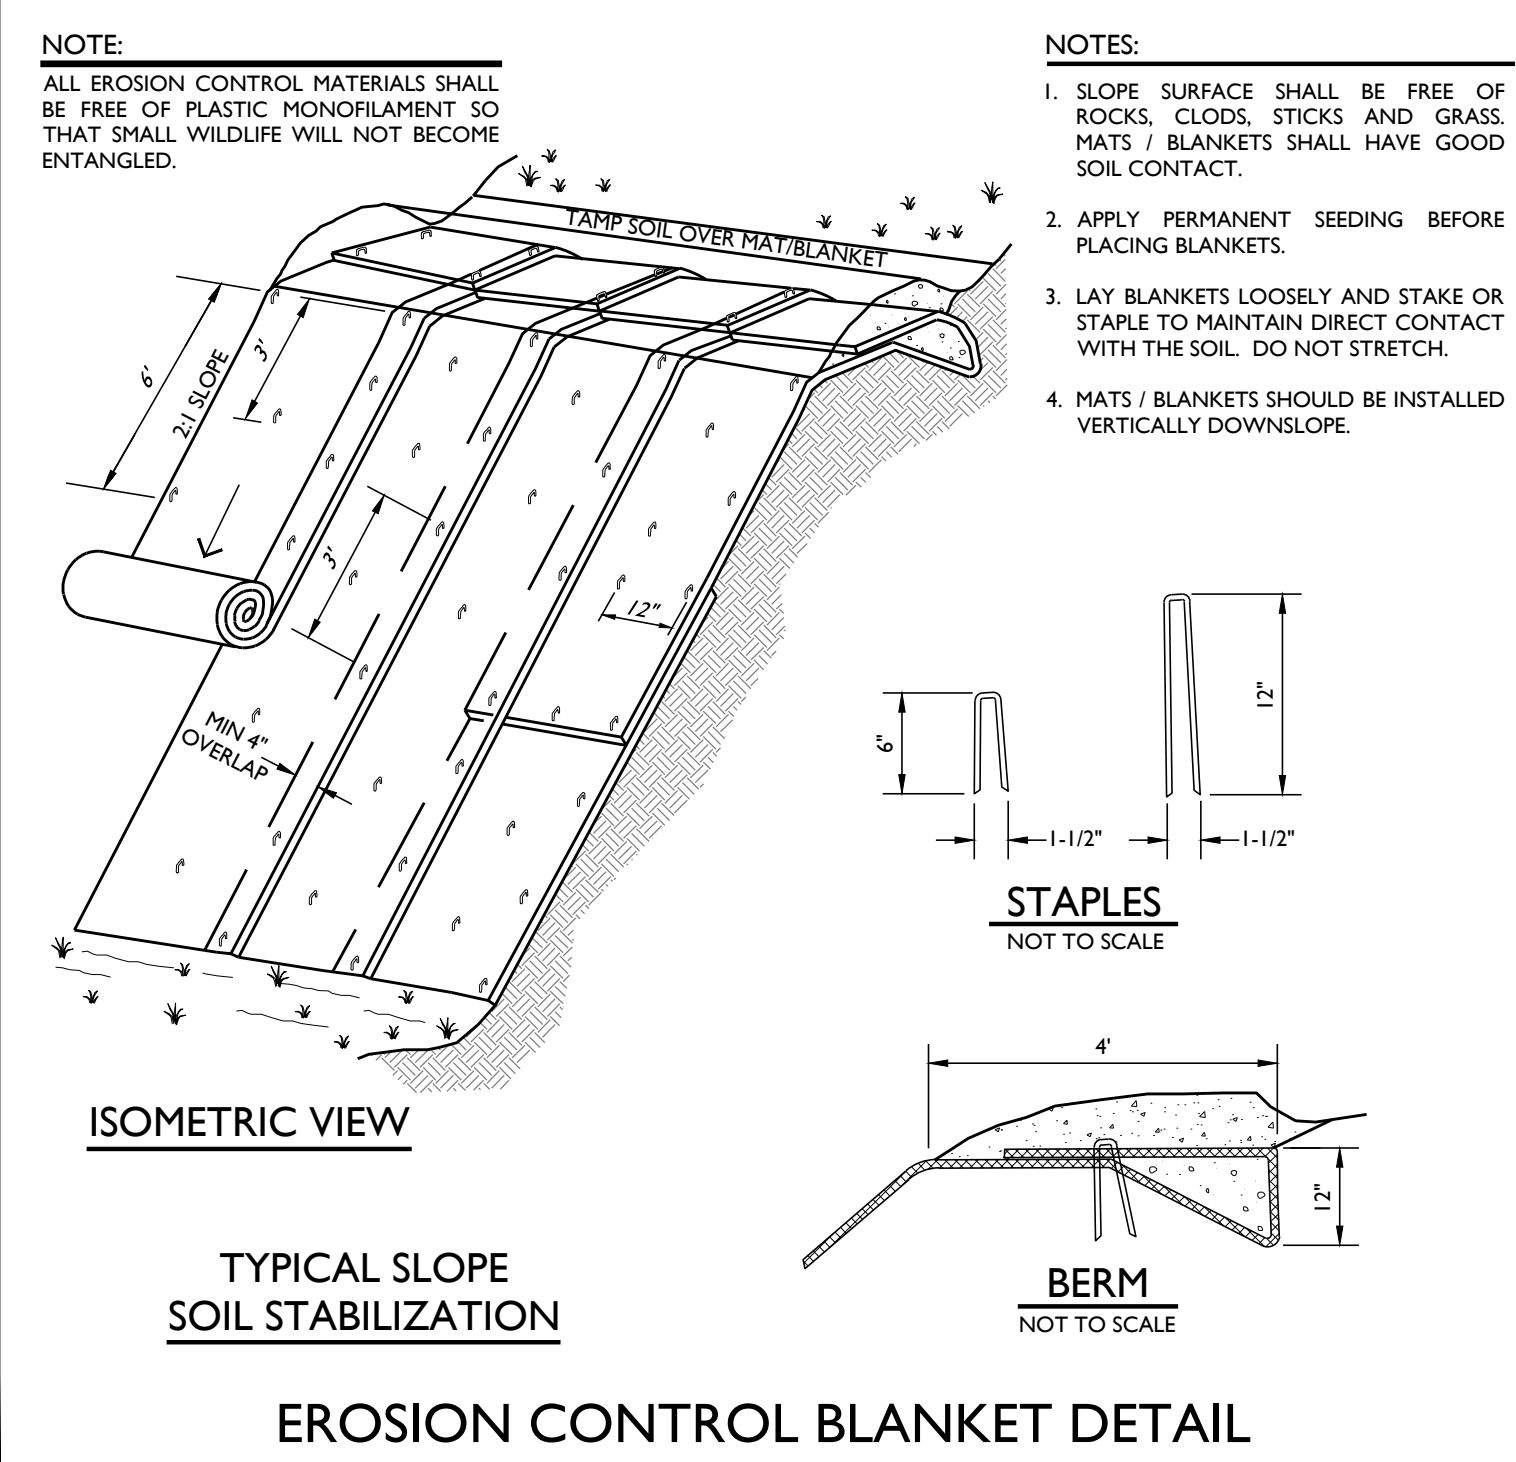 NOTE:
ALL EROSION CONTROL MATERIALS SHALL
BE FREE OF PLASTIC MONOFILAMENT SO
THAT SMALL WILDLIFE WILL NOT BECOME
ENTANGLED.
NOTES:
1. SLOPE SURFACE SHALL BE FREE OF
ROCKS, CLODS, STICKS AND GRASS.
MATS / BLANKETS SHALL HAVE GOOD
SOIL CONTACT.
2. APPLY PERMANENT SEEDING BEFORE
PLACING BLANKETS.
3. LAY BLANKETS LOOSELY AND STAKE OR
STAPLE TO MAINTAIN DIRECT CONTACT
WITH THE SOIL. DO NOT STRETCH.
4. MATS / BLANKETS SHOULD BE INSTALLED
VERTICALLY DOWNSLOPE.
TAMP SOIL OVER MAT/BLANKET
6'
2:1 SLOPE
3'
3'
12"
MIN 4"
OVERLAP
ISOMETRIC VIEW
6"
1-1/2"
12"
1-1/2"
STAPLES
NOT TO SCALE
4'
12"
BERM
NOT TO SCALE
TYPICAL SLOPE
SOIL STABILIZATION
EROSION CONTROL BLANKET DETAIL